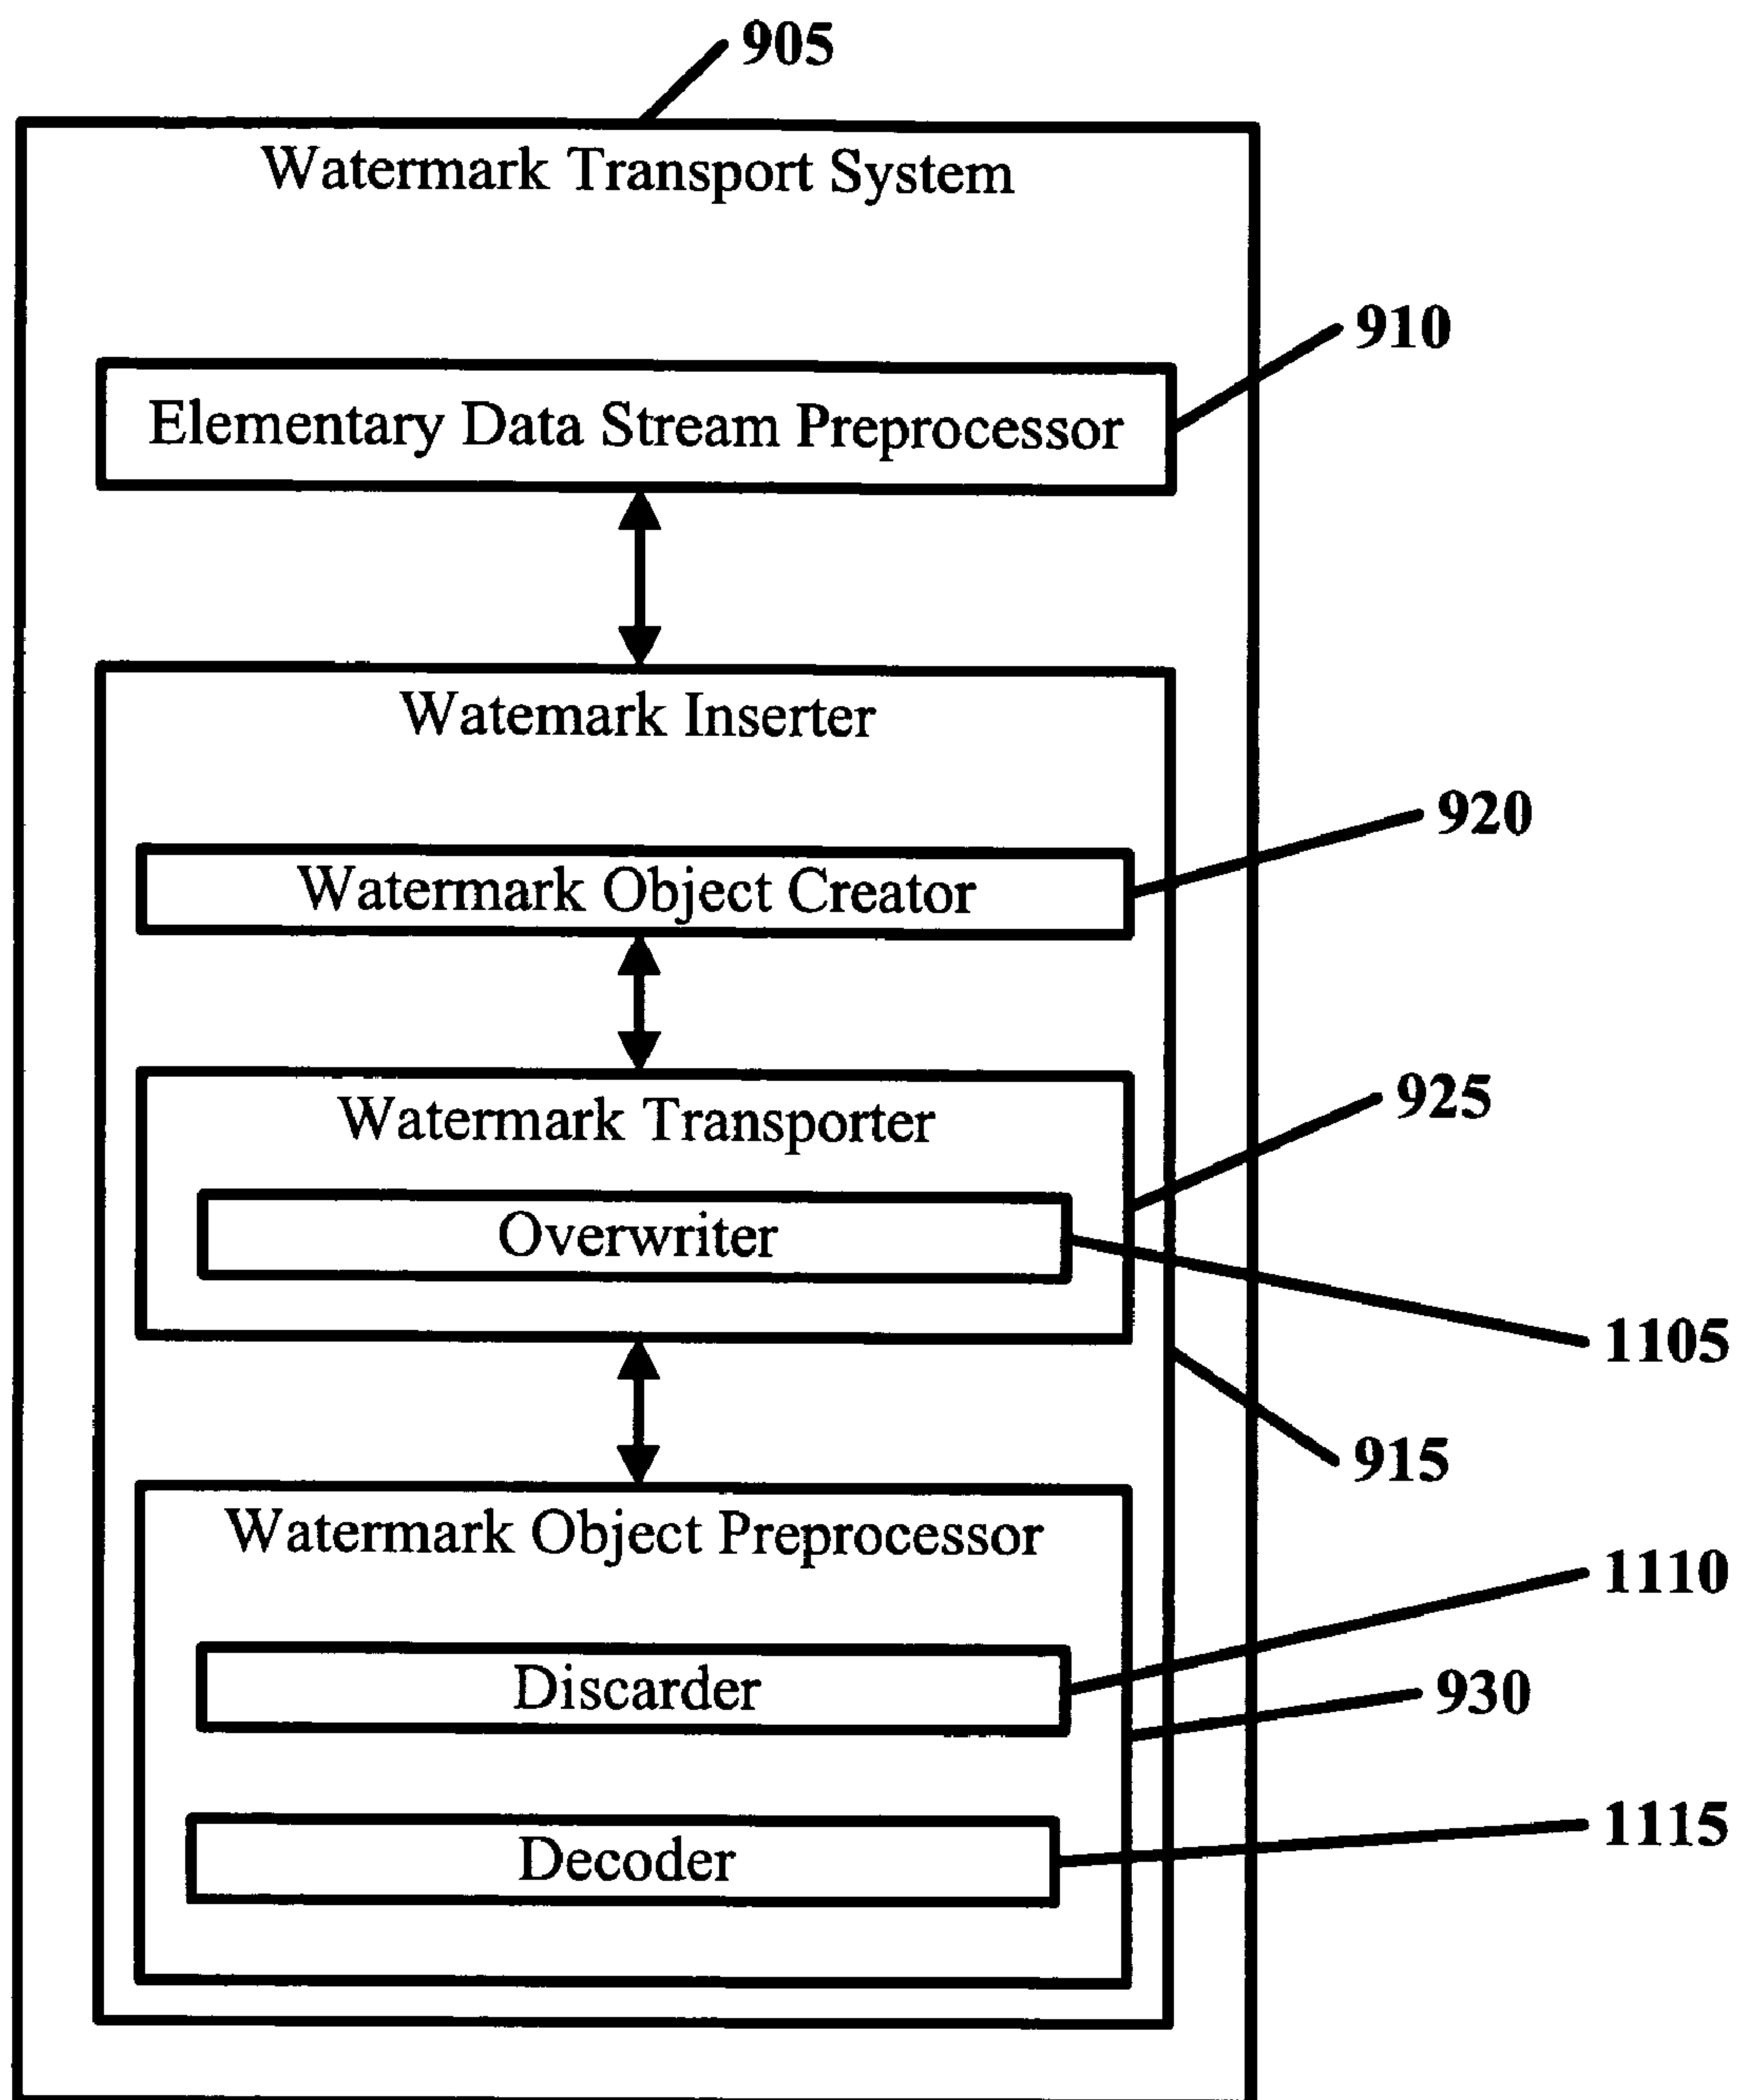 905
Watermark Transport System
910
Elementary Data Stream Preprocessor
Watemark Inserter
920
Watermark Object Creator
925
Watermark Transporter
Overwriter
1105
915
Watermark Object Preprocessor
1110
Discarder
930
1115
Decoder